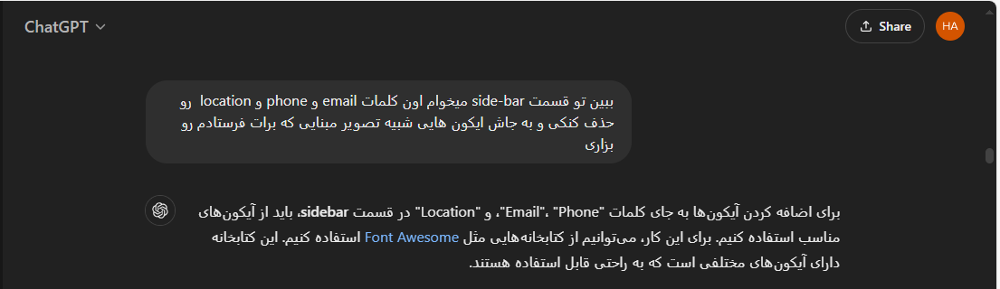 ChatGPT
Share
HA
ببین تو قسمت side-bar میخوام اون کلمات email و phone و location رو
حذف کنکی و به جاش ایکون هایی شبیه تصویر مبنایی که برات فرستادم رو
بزاری
برای اضافه کردن آیکون‌ها به جای کلمات "Email"، "Phone"، و "Location" در قسمت sidebar، باید از آیکون‌های
مناسب استفاده کنیم. برای این کار، می‌توانیم از کتابخانه‌هایی مثل Font Awesome استفاده کنیم. این کتابخانه
دارای آیکون‌های مختلفی است که به راحتی قابل استفاده هستند.